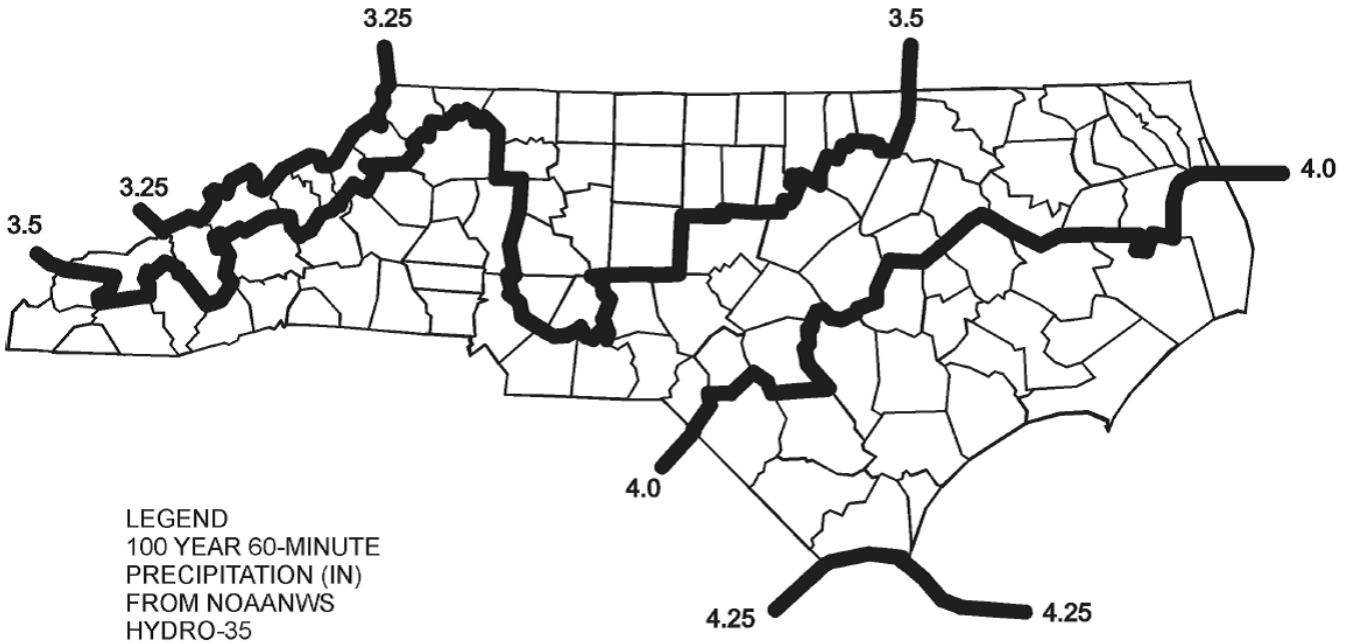 3.25
3.5
3.25
4.0
3.5
4.0
LEGEND
100 YEAR 60-MINUTE
PRECIPITATION (IN)
FROM NOAANWS
HYDRO-35
4.25
4.25